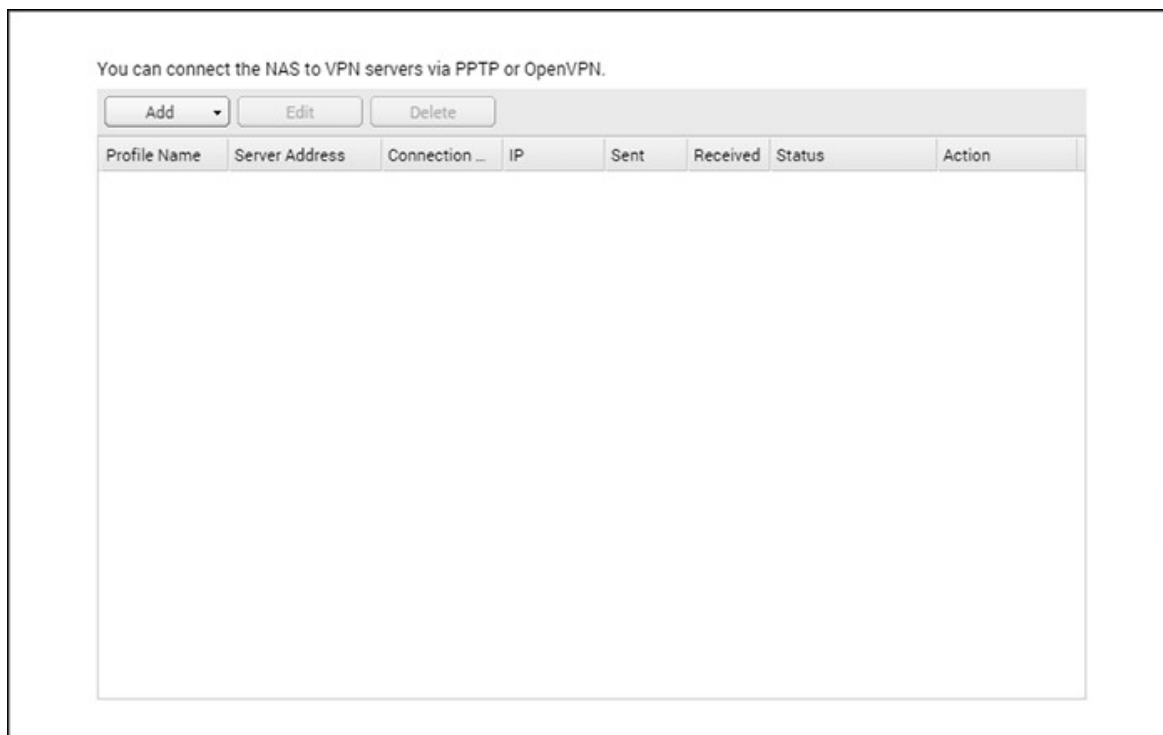 You can connect the NAS to VPN servers via PPTP or OpenVPN.
Add Edit Delete
Profile Name Server Address Connection ... IP Sent Received Status Action